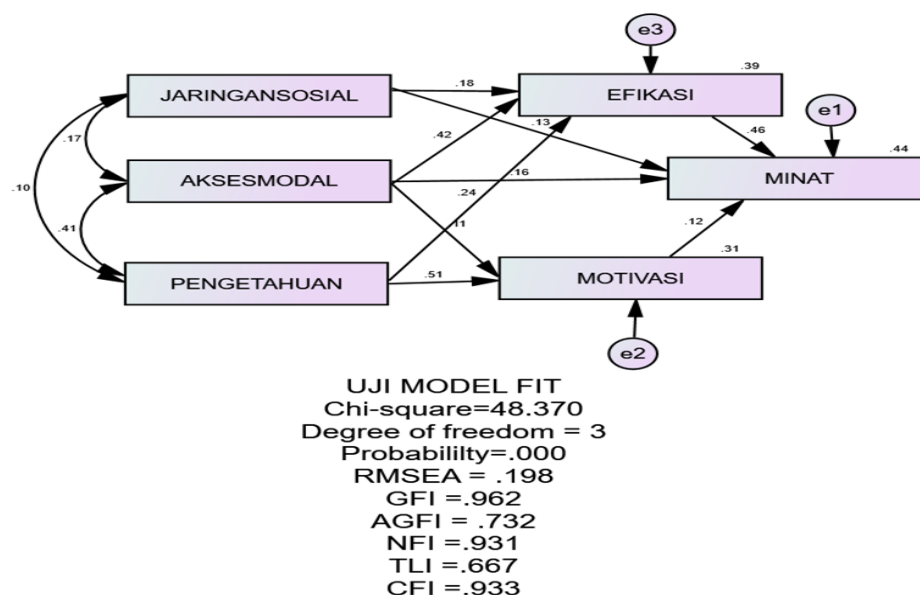 e3
.39
JARINGANSOSIAL
.18
EFIKASI
e1
.13
.17
.42
.46
.44
AKSESMODAL
.16
MINAT
.10
.24
.12
.41
11
.31
PENGETAHUAN
.51
MOTIVASI
e2
UJI MODEL FIT
Chi-square=48.370
Degree of freedom = 3
Probabililty=.000
RMSEA = .198
GFI =.962
AGFI = .732
NFI =.931
TLI =.667
CFI =.933